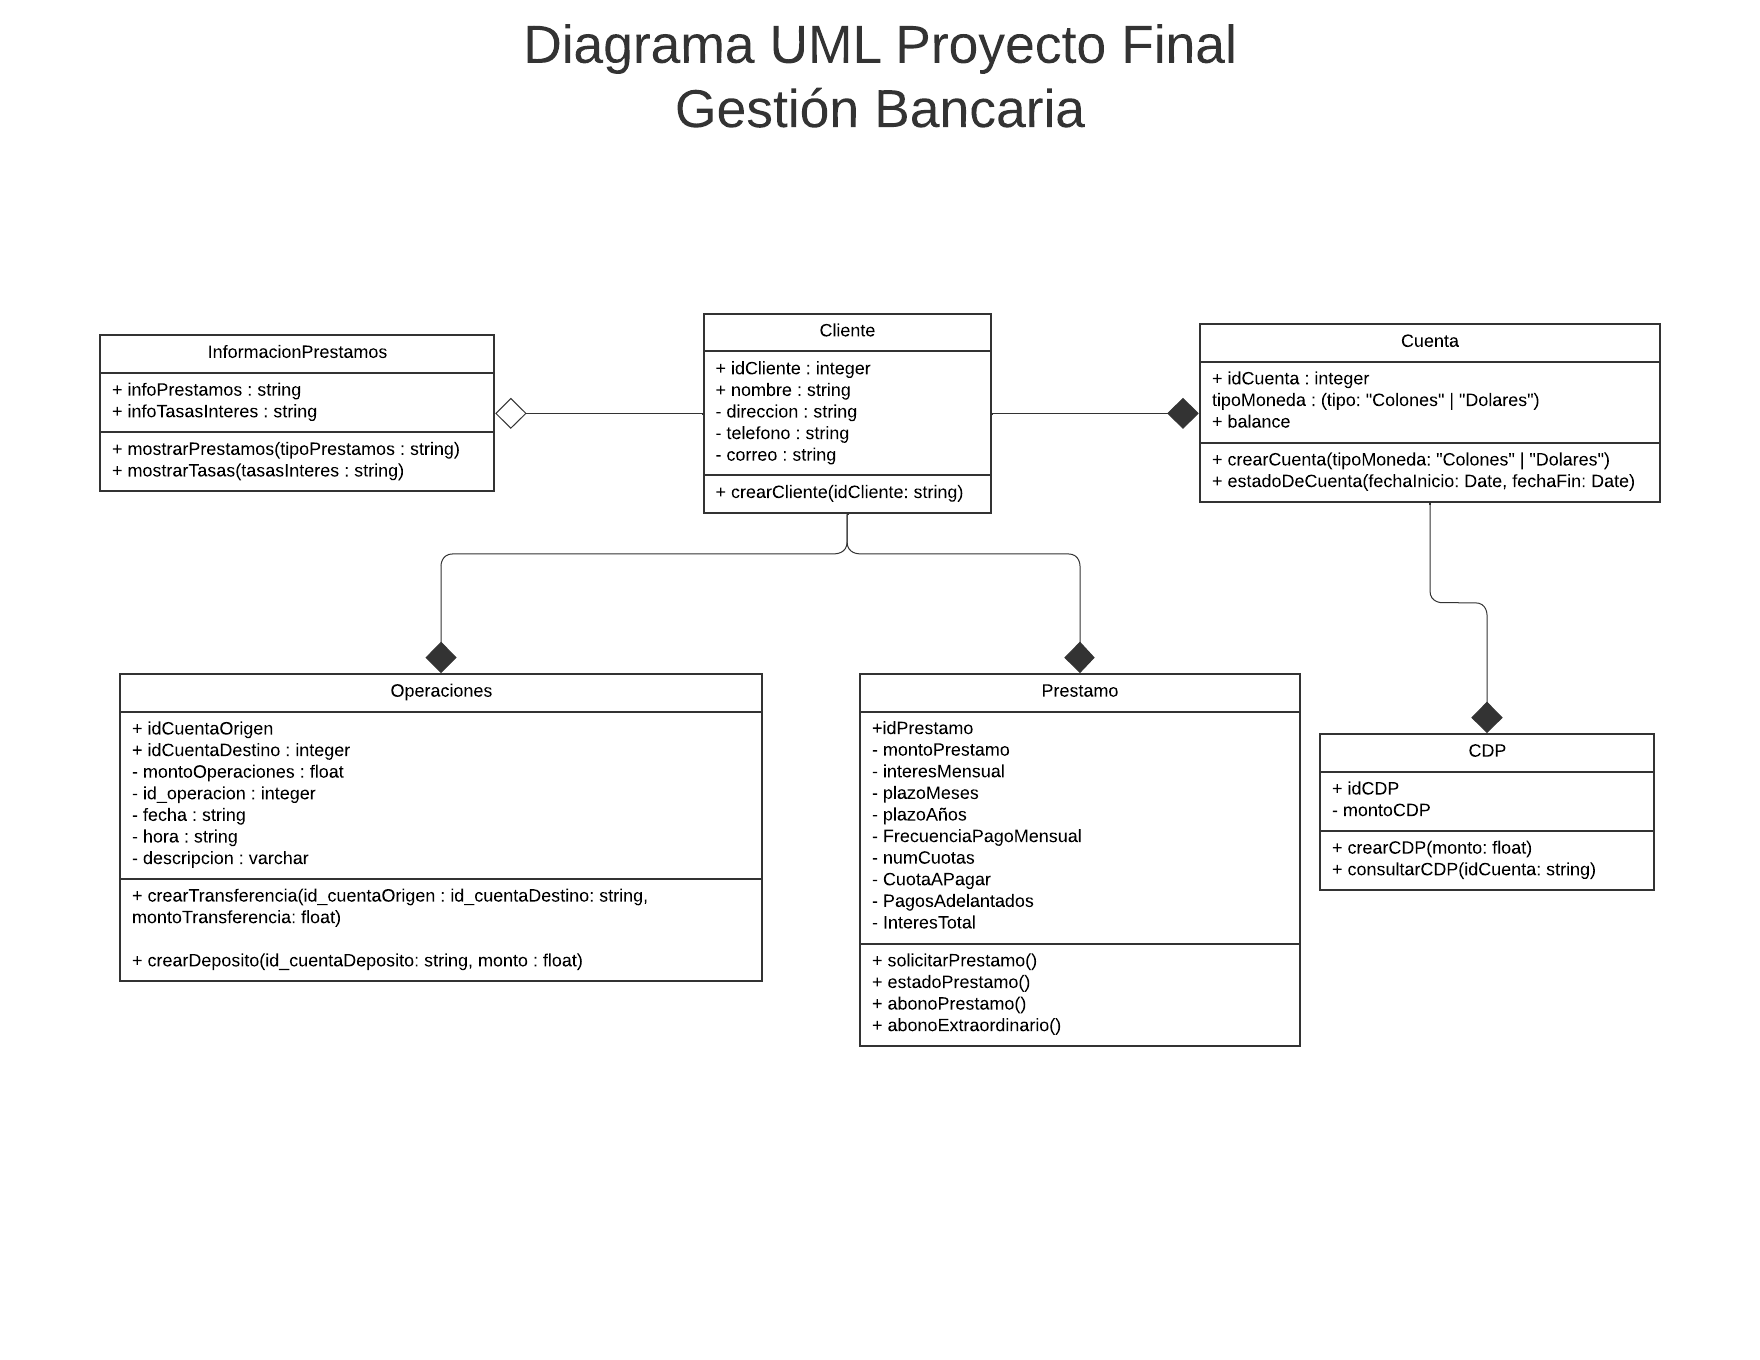 Diagrama UML Proyecto Final
Gestión Bancaria
InformacionPrestamos
+ infoPrestamos : string
+ infoTasasInteres : string
+ mostrarPrestamos(tipoPrestamos : string)
+ mostrarTasas(tasasInteres : string)
Cliente
+ idCliente : integer
+ nombre : string
- direccion : string
- telefono : string
- correo : string
+ crearCliente(idCliente: string)
Cuenta
+ idCuenta : integer
tipoMoneda : (tipo: "Colones" | "Dolares")
+ balance
+ crearCuenta(tipoMoneda: "Colones" | "Dolares")
+ estadoDeCuenta(fechaInicio: Date, fechaFin: Date)
Operaciones
+ idCuentaOrigen
+ idCuentaDestino : integer
- montoOperaciones : float
- id_operacion : integer
- fecha : string
- hora : string
- descripcion : varchar
+ crearTransferencia(id_cuentaOrigen : id_cuentaDestino: string,
montoTransferencia: float)
+ crearDeposito(id_cuentaDeposito: string, monto : float)
Prestamo
+idPrestamo
- montoPrestamo
- interesMensual
- plazoMeses
- plazoAños
- FrecuenciaPagoMensual
- numCuotas
- CuotaAPagar
- PagosAdelantados
- InteresTotal
+ solicitarPrestamo()
+ estadoPrestamo()
+ abonoPrestamo()
+ abonoExtraordinario()
CDP
+ idCDP
- montoCDP
+ crearCDP(monto: float)
+ consultarCDP(idCuenta: string)